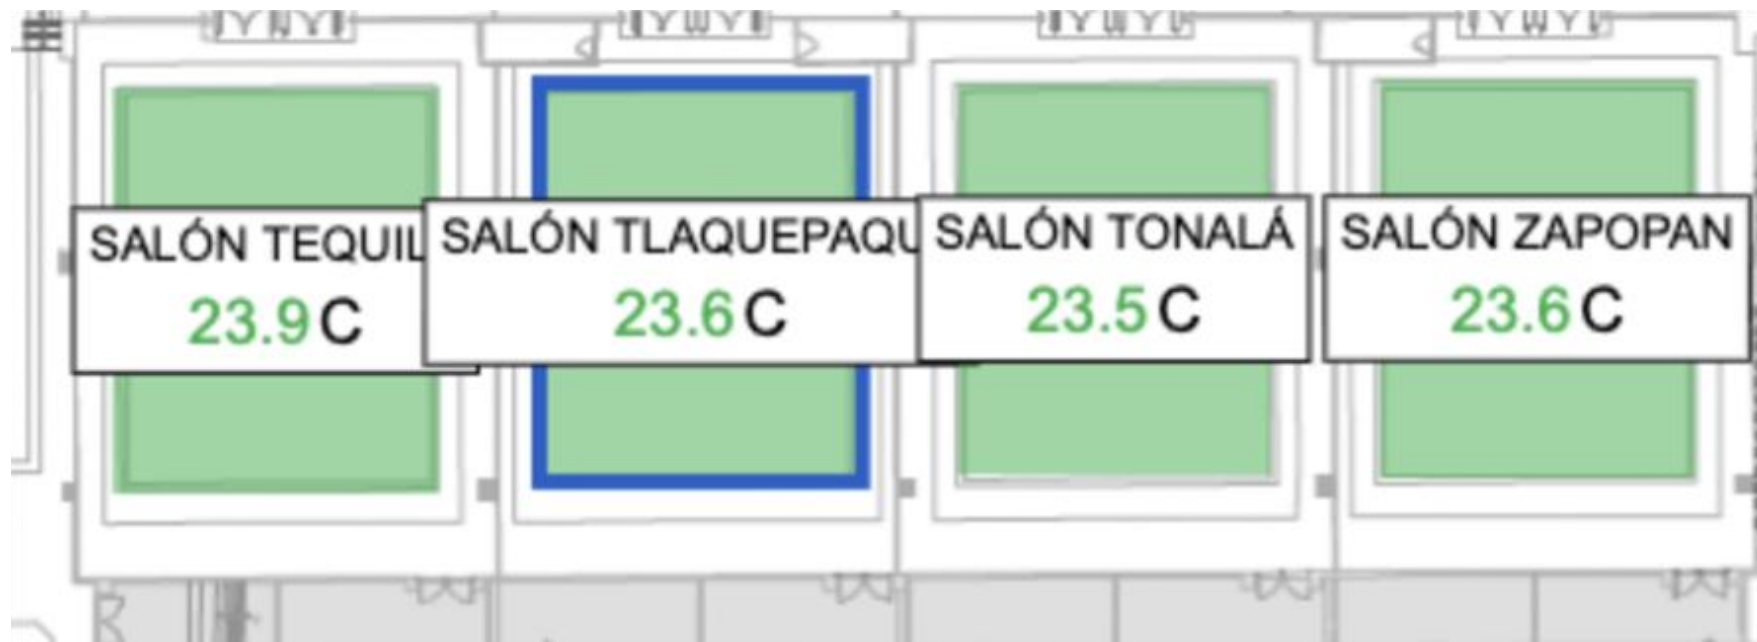 SALÓN TEQUIL
23.9 C
SALÓN TLAQUEPAQU
23.6 C
SALÓN TONALÁ
23.5 C
SALÓN ZAPOPAN
23.6 C